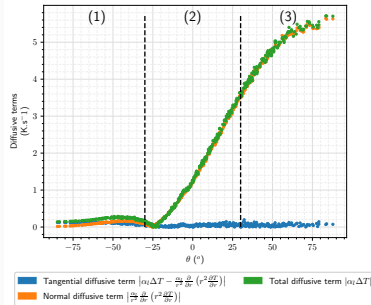 (1) (2) (3)
5
4
3
2
1
0
Diffusive terms
(K.s⁻¹)
−75 −50 −25 0 25 50 75
θ (°)
Tangential diffusive term |αₗΔT − αₗ/r² ∂/∂r (r² ∂T/∂r)|
Total diffusive term |αₗΔT|
Normal diffusive term |αₗ/r² ∂/∂r (r² ∂T/∂r)|